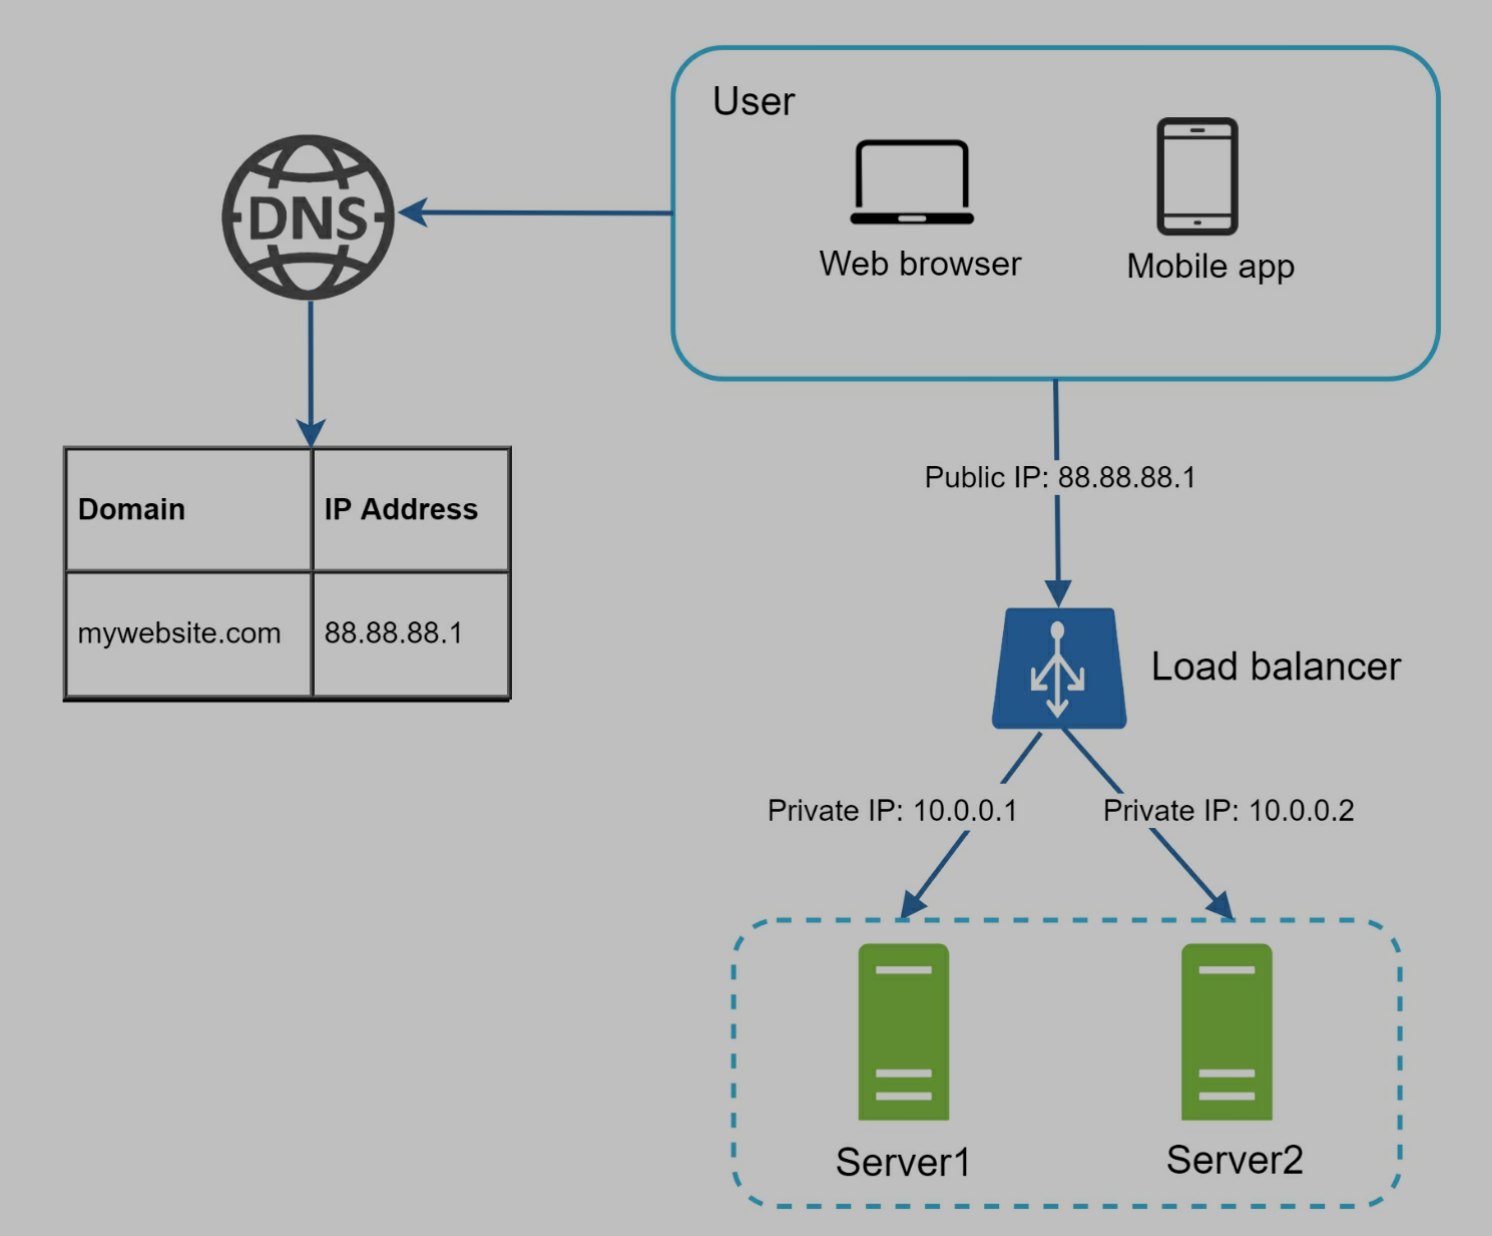 User
DNS
Web browser
Mobile app
Public IP: 88.88.88.1
Domain
IP Address
mywebsite.com
88.88.88.1
Load balancer
Private IP: 10.0.0.1
Private IP: 10.0.0.2
Server1
Server2